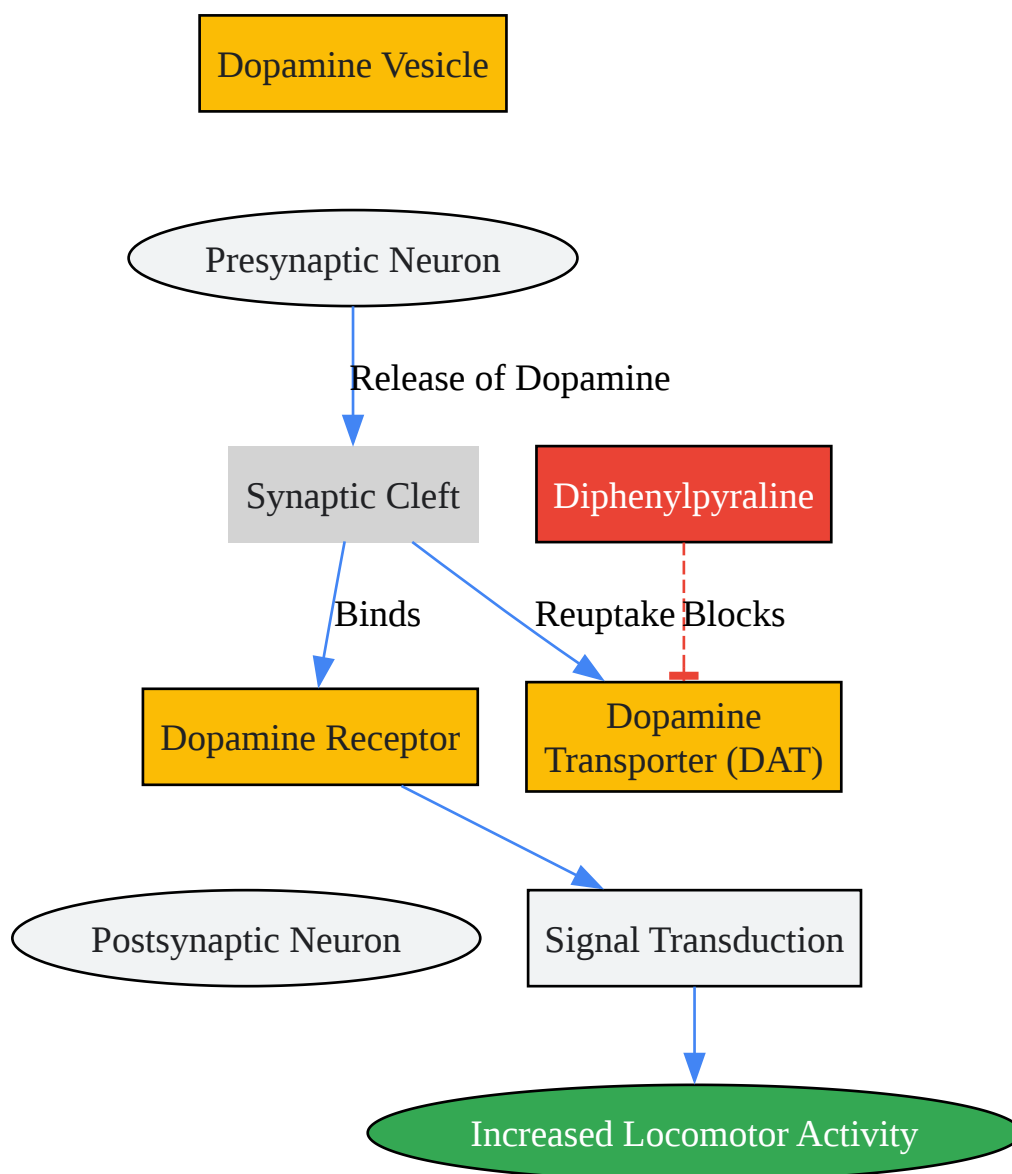 Dopamine Vesicle
Presynaptic Neuron
Release of Dopamine
Synaptic Cleft
Diphenylpyraline
Binds
Reuptake
Blocks
Dopamine Receptor
Dopamine
Transporter (DAT)
Postsynaptic Neuron
Signal Transduction
Increased Locomotor Activity